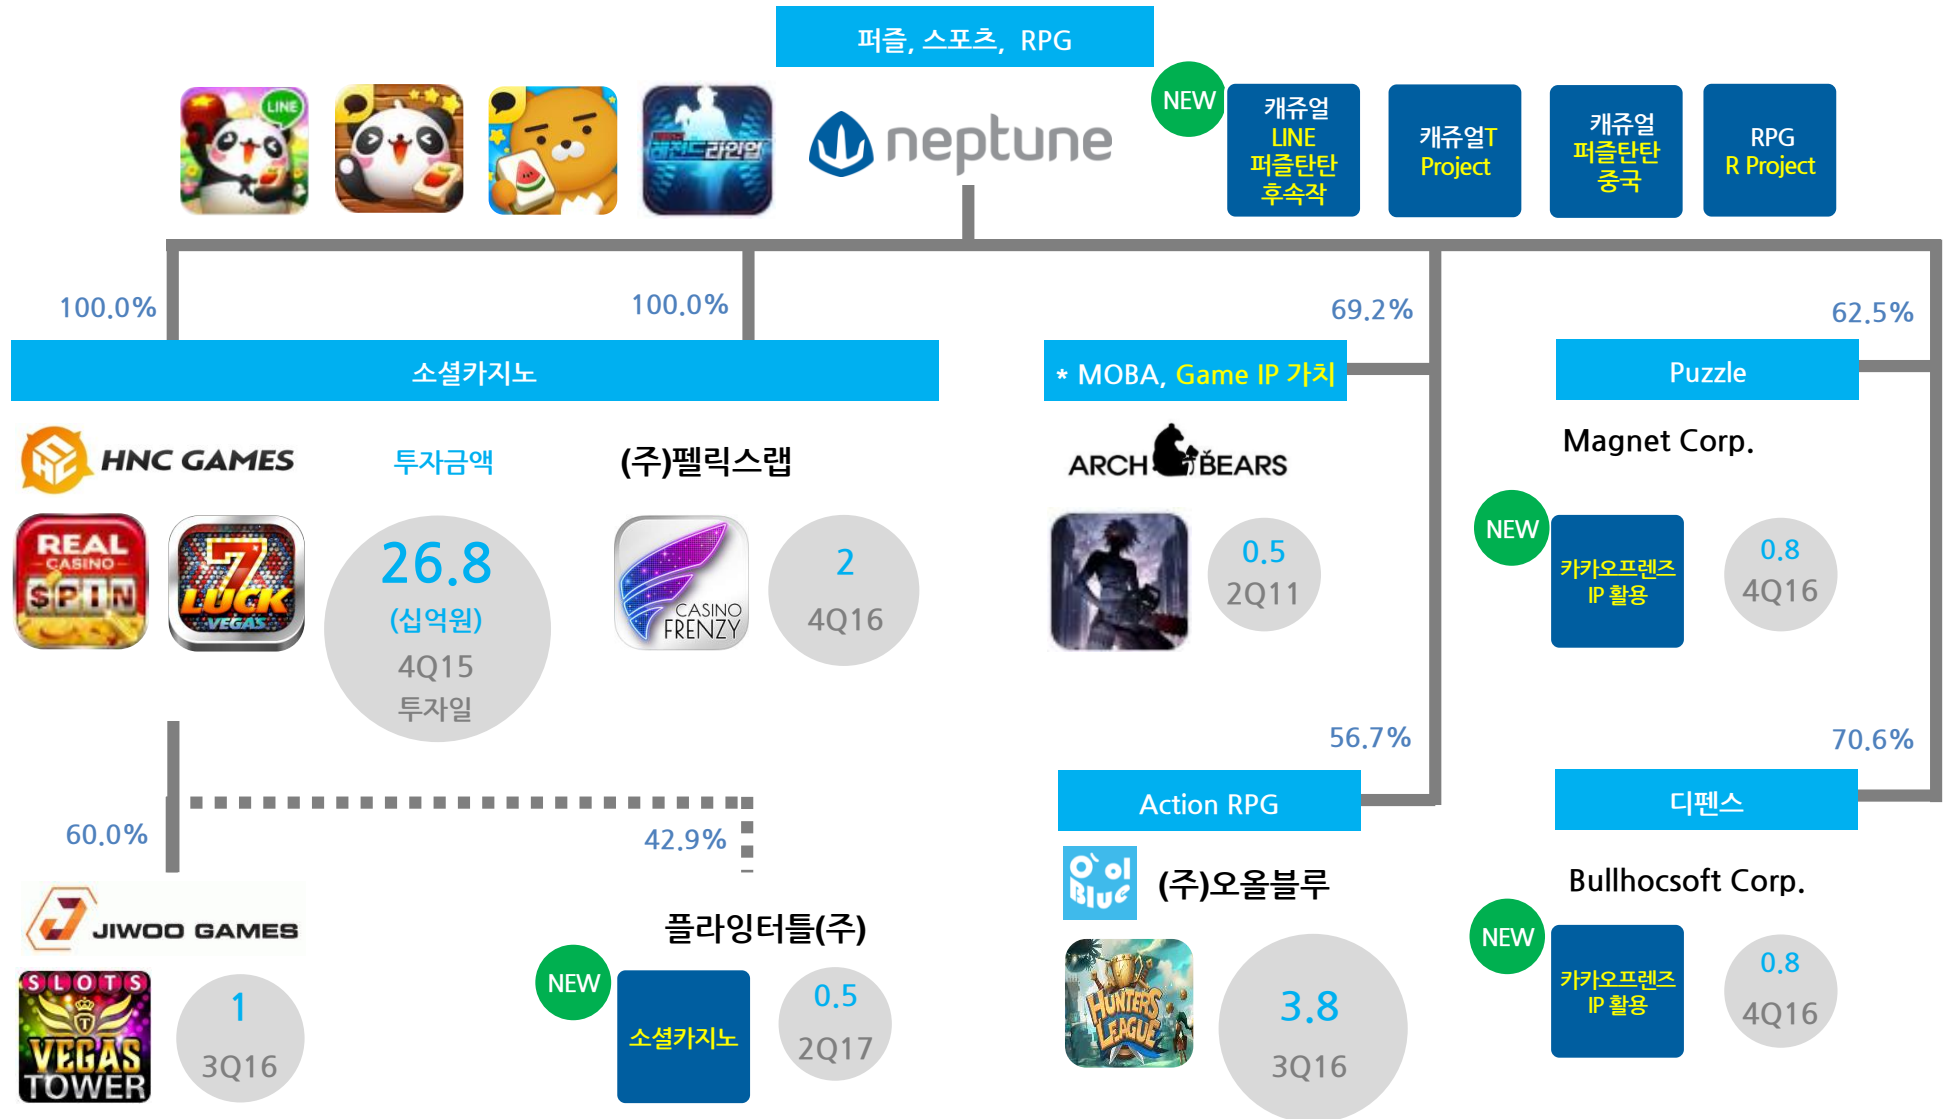 퍼즐, 스포츠, RPG
LINE
레전드라인업
neptune
NEW
캐쥬얼
LINE
퍼즐탄탄
후속작
캐쥬얼T
Project
캐쥬얼
퍼즐탄탄
중국
RPG
R Project
100.0%
100.0%
69.2%
62.5%
소셜카지노
* MOBA, Game IP 가치
Puzzle
HNC GAMES
투자금액
(주)펠릭스랩
ARCH BEARS
Magnet Corp.
REAL
CASINO
SPIN
7
LUCK
VEGAS
26.8
(십억원)
4Q15
투자일
CASINO
FRENZY
2
4Q16
0.5
2Q11
NEW
카카오프렌즈
IP 활용
0.8
4Q16
56.7%
70.6%
Action RPG
디펜스
60.0%
42.9%
JIWOO GAMES
플라잉터틀(주)
O'ol
Blue
(주)오올블루
Bullhocsoft Corp.
SLOTS
T
VEGAS
TOWER
1
3Q16
NEW
소셜카지노
0.5
2Q17
HUNTERS
LEAGUE
3.8
3Q16
NEW
카카오프렌즈
IP 활용
0.8
4Q16